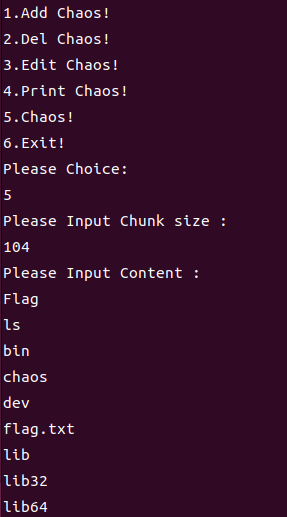 1.Add Chaos!
2.Del Chaos!
3.Edit Chaos!
4.Print Chaos!
5.Chaos!
6.Exit!
Please Choice:
5
Please Input Chunk size :
104
Please Input Content :
Flag
ls
bin
chaos
dev
flag.txt
lib
lib32
lib64